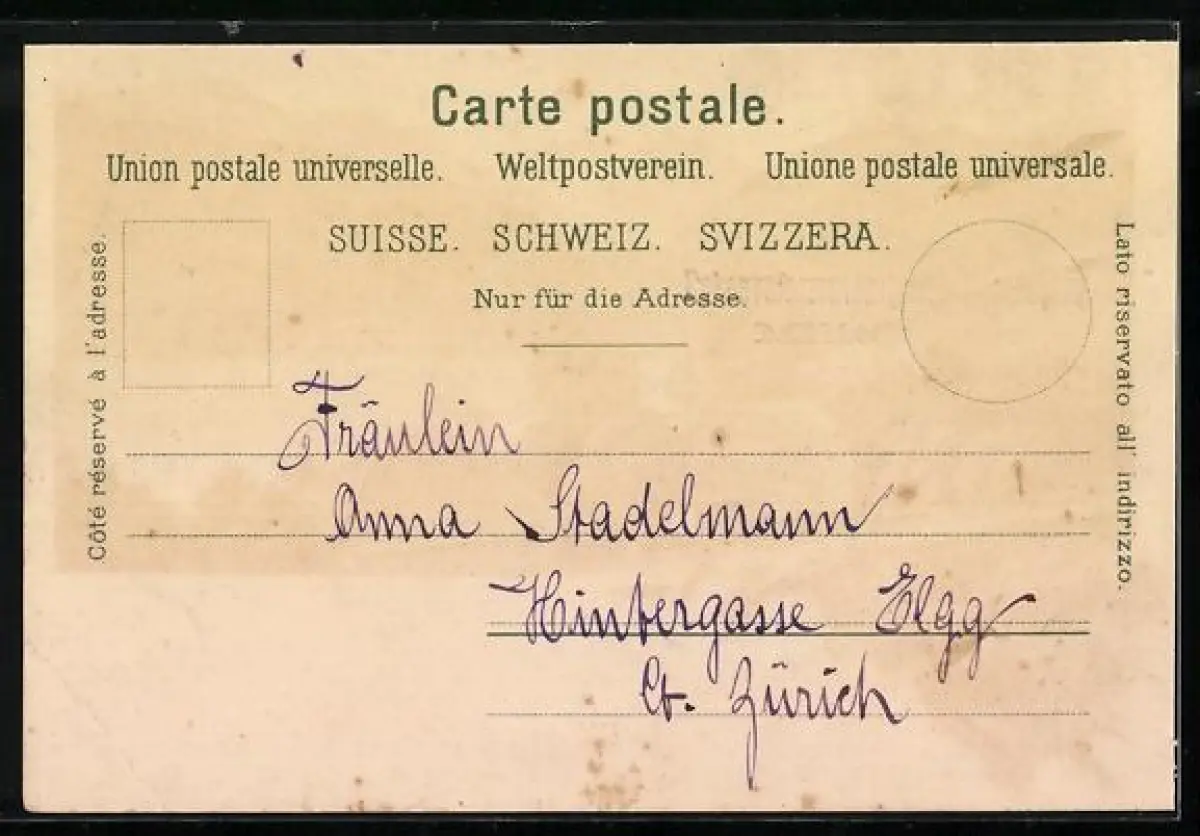 Carte postale.
Union postale universelle. Weltpostverein. Unione postale universale.
SUISSE. SCHWEIZ. SVIZZERA.
Nur für die Adresse.
Côté réservé à l'adresse.
Lato riservato all' indirizzo.
Fräulein
Anna Stadelmann
Hintergasse Elgg
Ct. Zürich